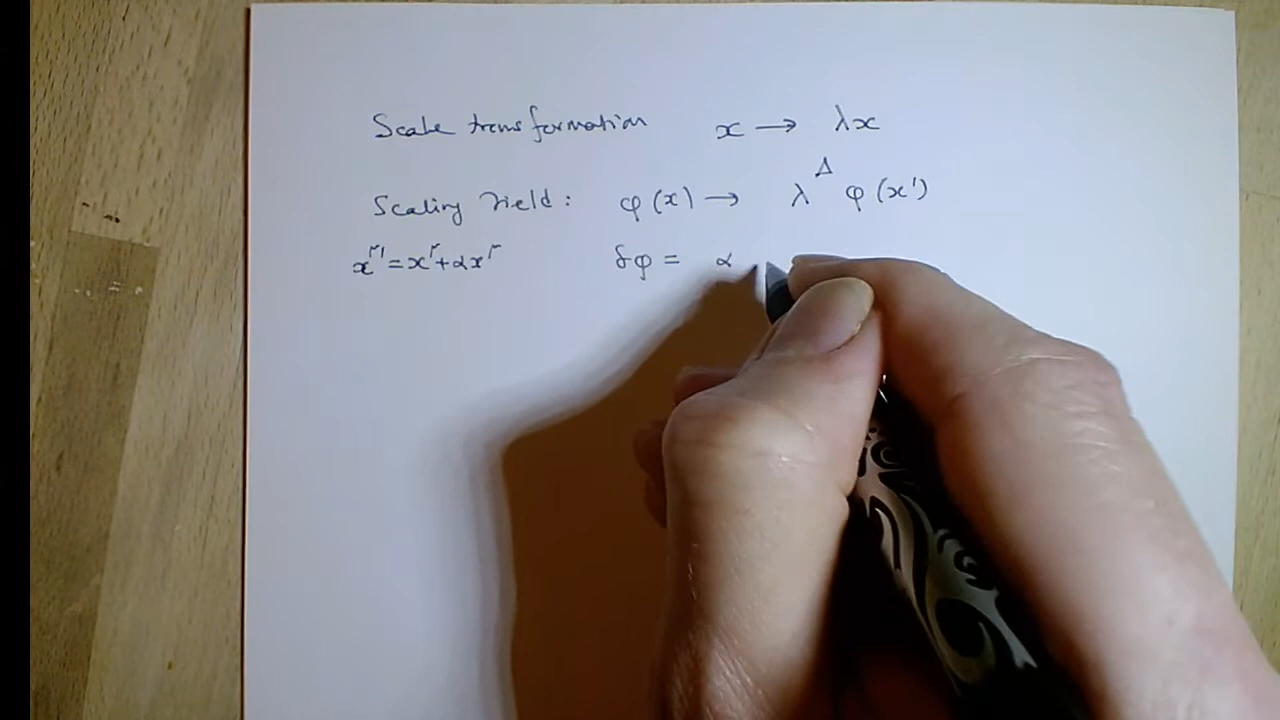 Scale transformation x → λx
Scaling Field: φ(x) → λ^Δ φ(x')
x^μ' = x^μ + αx^μ δφ = α